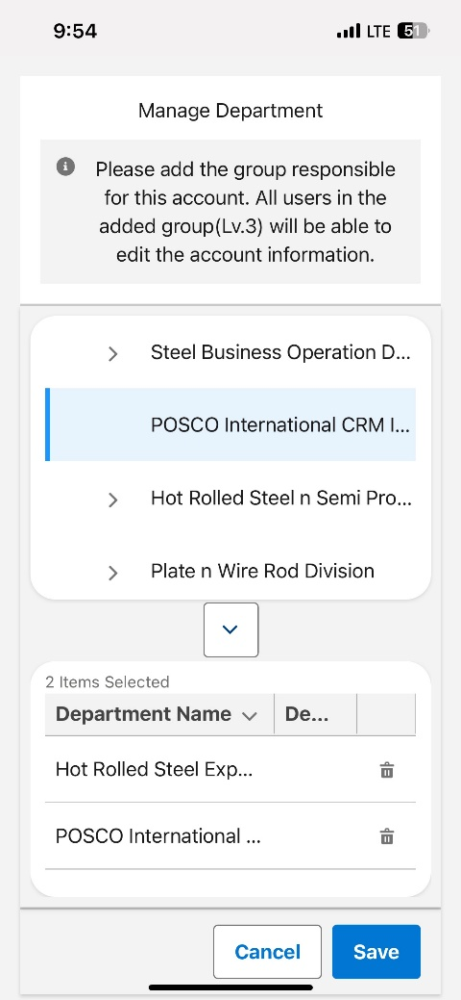 9:54
LTE 51
Manage Department
Please add the group responsible
for this account. All users in the
added group(Lv.3) will be able to
edit the account information.
Steel Business Operation D...
POSCO International CRM I...
Hot Rolled Steel n Semi Pro...
Plate n Wire Rod Division
2 Items Selected
Department Name De...
Hot Rolled Steel Exp...
POSCO International ...
Cancel Save